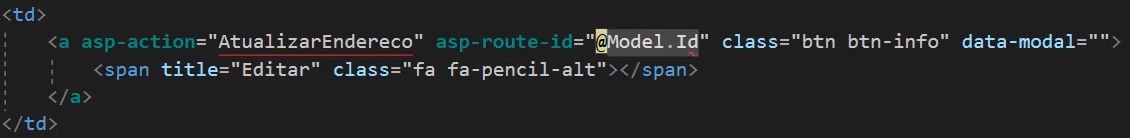 <td>
<a asp-action="AtualizarEndereco" asp-route-id="@Model.Id" class="btn btn-info" data-modal="">
<span title="Editar" class="fa fa-pencil-alt"></span>
</a>
</td>